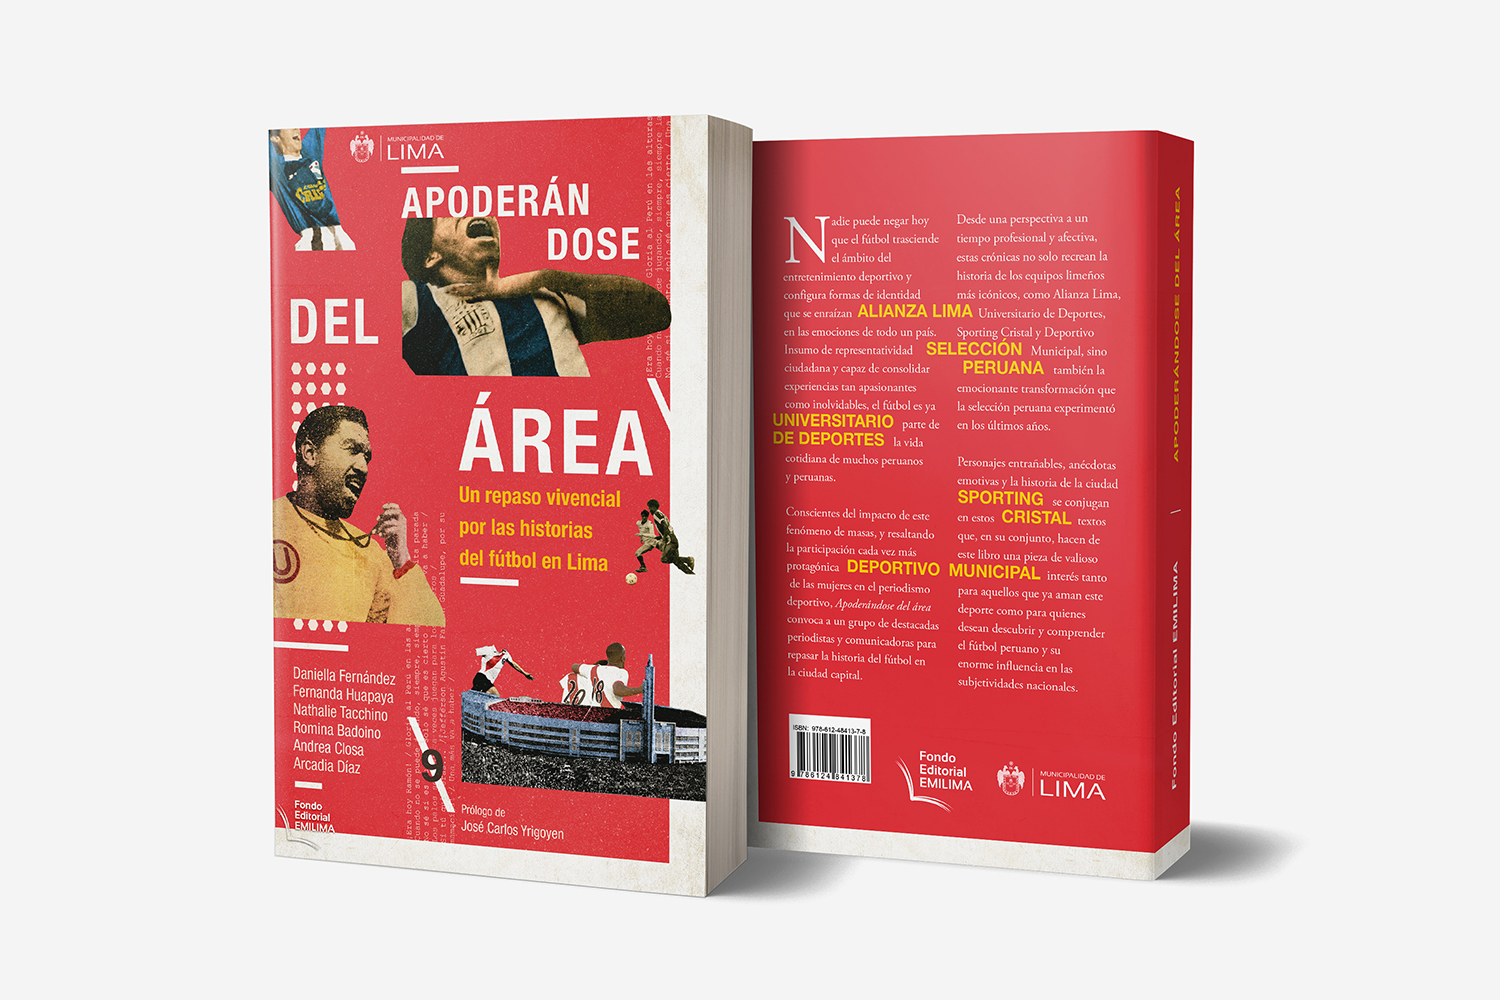 MUNICIPALIDAD DE
LIMA
APODERÁN
DOSE
DEL
ÁREA
Un repaso vivencial
por las historias
del fútbol en Lima
Daniella Fernández
Fernanda Huapaya
Nathalie Tacchino
Romina Badoino
Andrea Closa
Arcadia Díaz
9
2018
Fondo
Editorial
EMILIMA
Prólogo de
José Carlos Yrigoyen
Nadie puede negar hoy
que el fútbol trasciende
el ámbito del
entretenimiento deportivo y
configura formas de identidad
que se enraízan ALIANZA LIMA
en las emociones de todo un país.
Insumo de representatividad SELECCIÓN
PERUANA
ciudadana y capaz de consolidar
experiencias tan apasionantes
como inolvidables, el fútbol es ya
UNIVERSITARIO parte de
DE DEPORTES la vida
cotidiana de muchos peruanos
y peruanas.
Conscientes del impacto de este
fenómeno de masas, y resaltando
la participación cada vez más
protagónica DEPORTIVO MUNICIPAL
de las mujeres en el periodismo
deportivo, Apoderándose del área
convoca a un grupo de destacadas
periodistas y comunicadoras para
repasar la historia del fútbol en
la ciudad capital.
Desde una perspectiva a un
tiempo profesional y afectiva,
estas crónicas no solo recrean la
historia de los equipos limeños
más icónicos, como Alianza Lima,
Universitario de Deportes,
Sporting Cristal y Deportivo
Municipal, sino
también la
emocionante transformación que
la selección peruana experimentó
en los últimos años.
Personajes entrañables, anécdotas
emotivas y la historia de la ciudad
SPORTING se conjugan
en estos CRISTAL textos
que, en su conjunto, hacen de
este libro una pieza de valioso
interés tanto
para aquellos que ya aman este
deporte como para quienes
desean descubrir y comprender
el fútbol peruano y su
enorme influencia en las
subjetividades nacionales.
ISBN: 978-612-48413-7-8
9 786124 841378
Fondo
Editorial
EMILIMA
MUNICIPALIDAD DE
LIMA
APODERÁNDOSE DEL ÁREA | Fondo Editorial EMILIMA